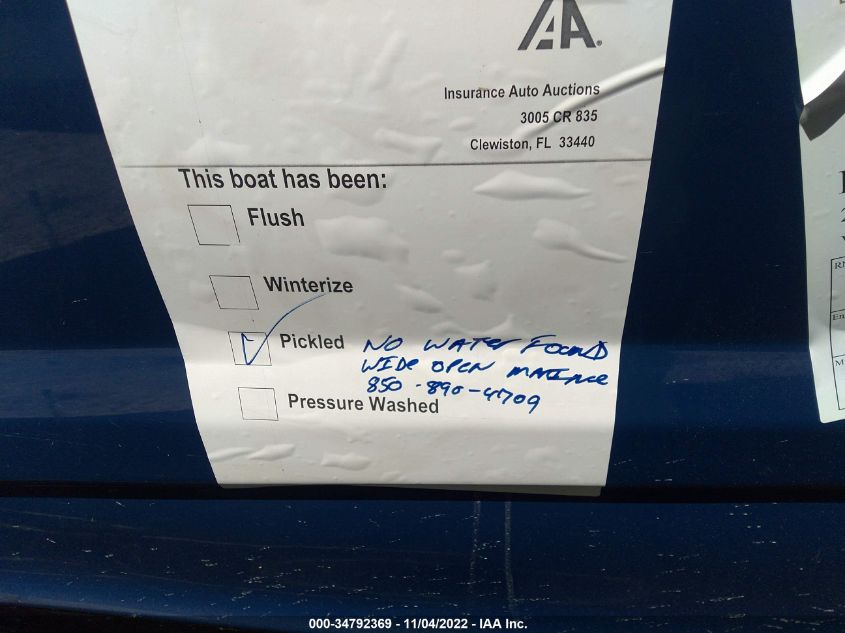 IAA
Insurance Auto Auctions
3005 CR 835
Clewiston, FL 33440
This boat has been:
Flush
Winterize
Pickled NO WATER FOUND
WIDE OPEN MARINE
850-890-4709
Pressure Washed
000-34792369 - 11/04/2022 - IAA Inc.